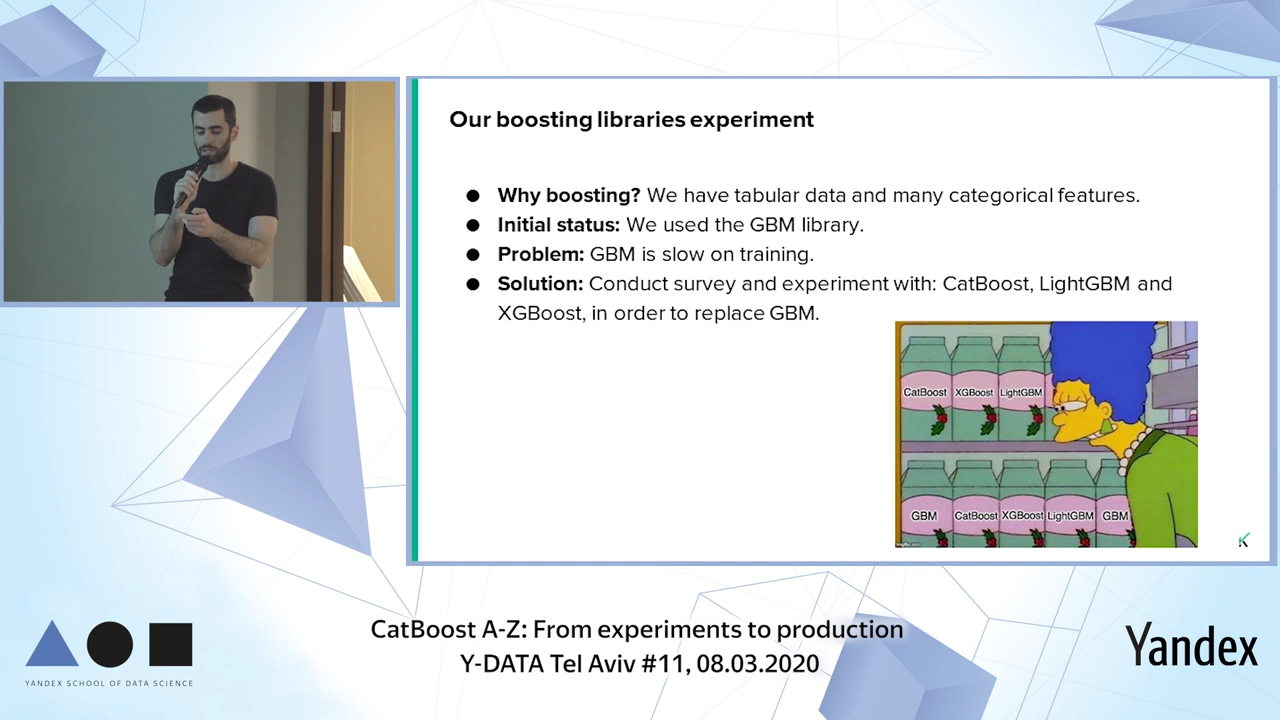 Our boosting libraries experiment
● Why boosting? We have tabular data and many categorical features.
● Initial status: We used the GBM library.
● Problem: GBM is slow on training.
● Solution: Conduct survey and experiment with: CatBoost, LightGBM and
XGBoost, in order to replace GBM.
CatBoost XGBoost LightGBM
GBM CatBoost XGBoost LightGBM GBM
CatBoost A-Z: From experiments to production
Y-DATA Tel Aviv #11, 08.03.2020
YANDEX SCHOOL OF DATA SCIENCE
Yandex